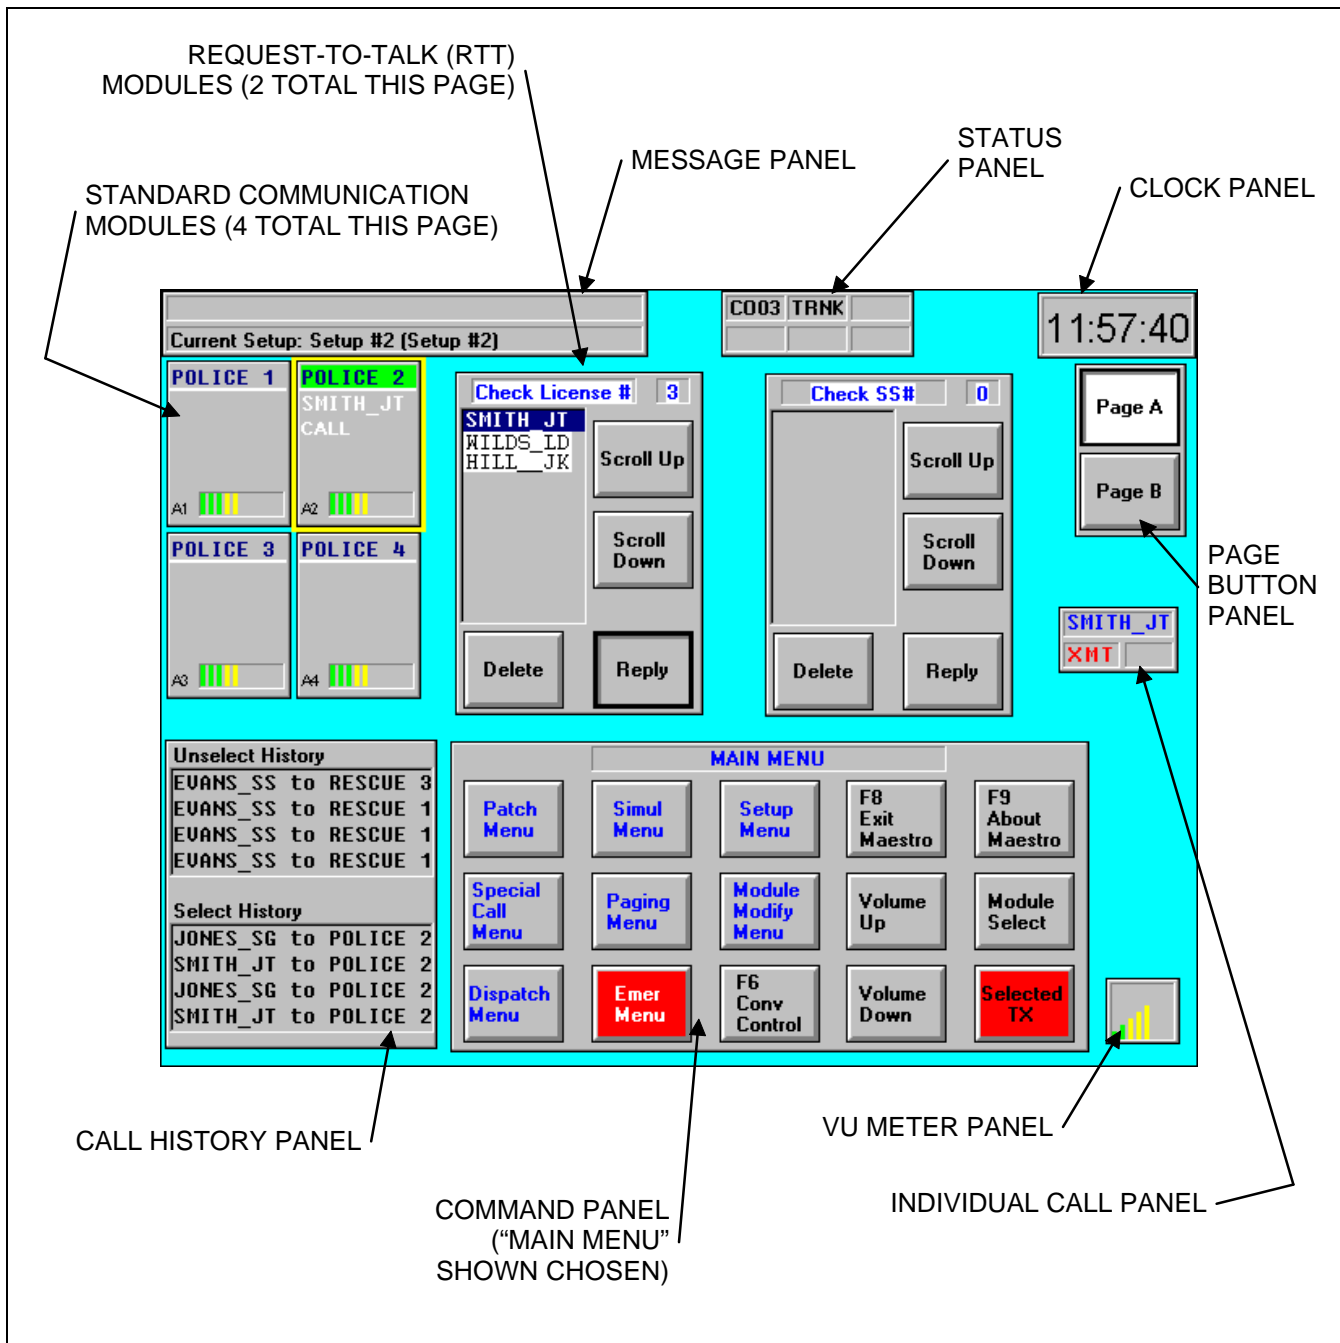 REQUEST-TO-TALK (RTT)
MODULES (2 TOTAL THIS PAGE)
MESSAGE PANEL
STATUS
PANEL
CLOCK PANEL
STANDARD COMMUNICATION
MODULES (4 TOTAL THIS PAGE)
Current Setup: Setup #2 (Setup #2)
C003 TRNK
11:57:40
POLICE 1
A1
POLICE 2
SMITH_JT
CALL
A2
POLICE 3
A3
POLICE 4
A4
Check License # 3
SMITH_JT
WILDS_LD
HILL__JK
Scroll Up
Scroll
Down
Delete
Reply
Check SS# 0
Scroll Up
Scroll
Down
Delete
Reply
Page A
Page B
PAGE
BUTTON
PANEL
SMITH_JT
XMT
Unselect History
EVANS_SS to RESCUE 3
EVANS_SS to RESCUE 1
EVANS_SS to RESCUE 1
EVANS_SS to RESCUE 1
Select History
JONES_SG to POLICE 2
SMITH_JT to POLICE 2
JONES_SG to POLICE 2
SMITH_JT to POLICE 2
MAIN MENU
Patch
Menu
Simul
Menu
Setup
Menu
F8
Exit
Maestro
F9
About
Maestro
Special
Call
Menu
Paging
Menu
Module
Modify
Menu
Volume
Up
Module
Select
Dispatch
Menu
Emer
Menu
F6
Conv
Control
Volume
Down
Selected
TX
CALL HISTORY PANEL
VU METER PANEL
INDIVIDUAL CALL PANEL
COMMAND PANEL
(“MAIN MENU”
SHOWN CHOSEN)